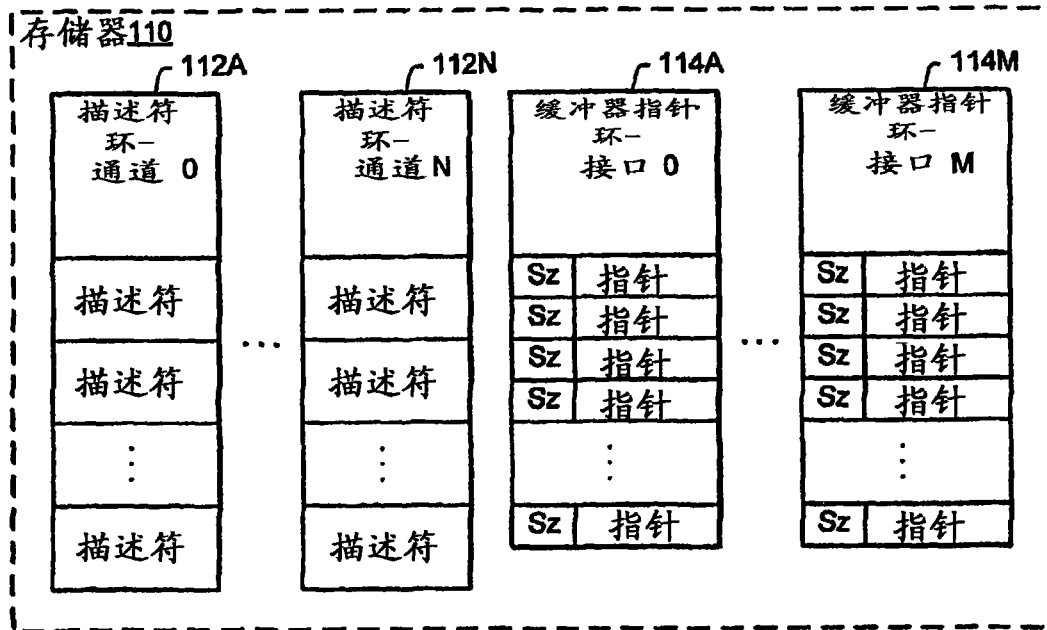 存储器110
112A
描述符
环-
通道 0
描述符
描述符
⋮
描述符
...
112N
描述符
环-
通道 N
描述符
描述符
⋮
描述符
114A
缓冲器指针
环-
接口 0
Sz 指针
Sz 指针
Sz 指针
Sz 指针
⋮
Sz 指针
...
114M
缓冲器指针
环-
接口 M
Sz 指针
Sz 指针
Sz 指针
Sz 指针
⋮
Sz 指针